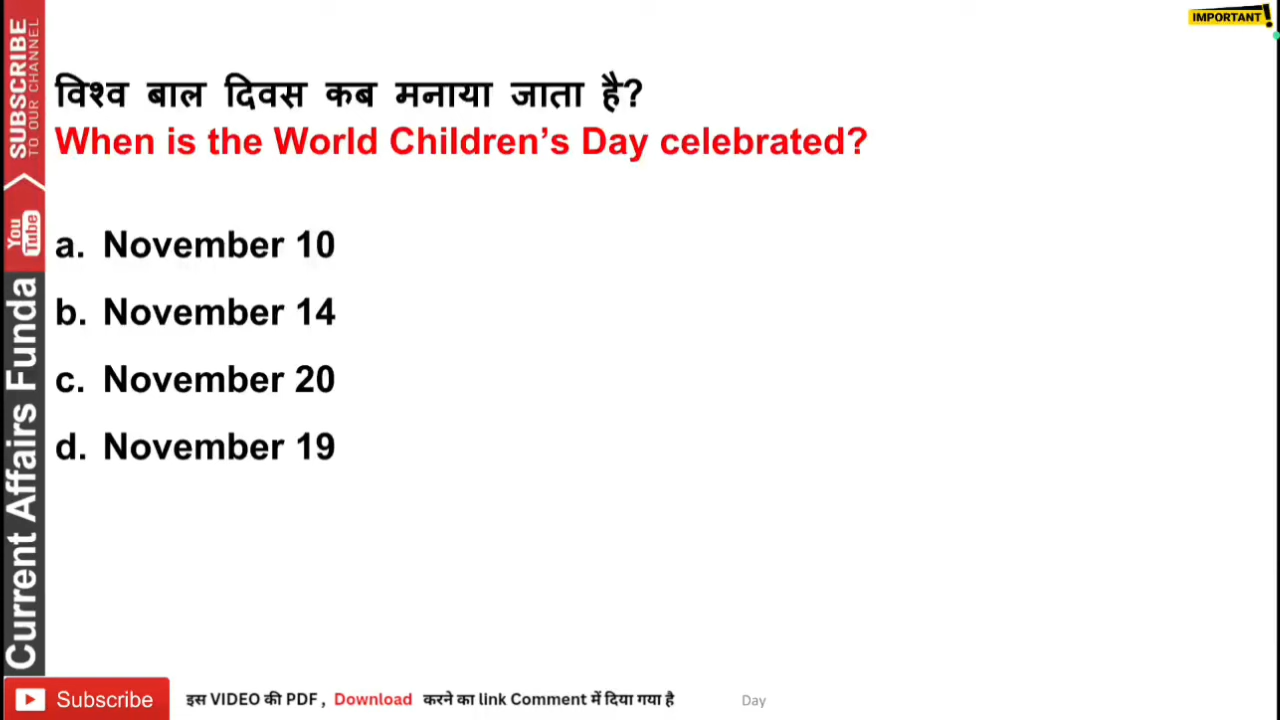 IMPORTANT!
विश्व बाल दिवस कब मनाया जाता है?
When is the World Children’s Day celebrated?
a. November 10
b. November 14
c. November 20
d. November 19
SUBSCRIBE
TO OUR CHANNEL
You
Tube
Current Affairs Funda
Subscribe
इस VIDEO की PDF , Download करने का link Comment में दिया गया है
Day